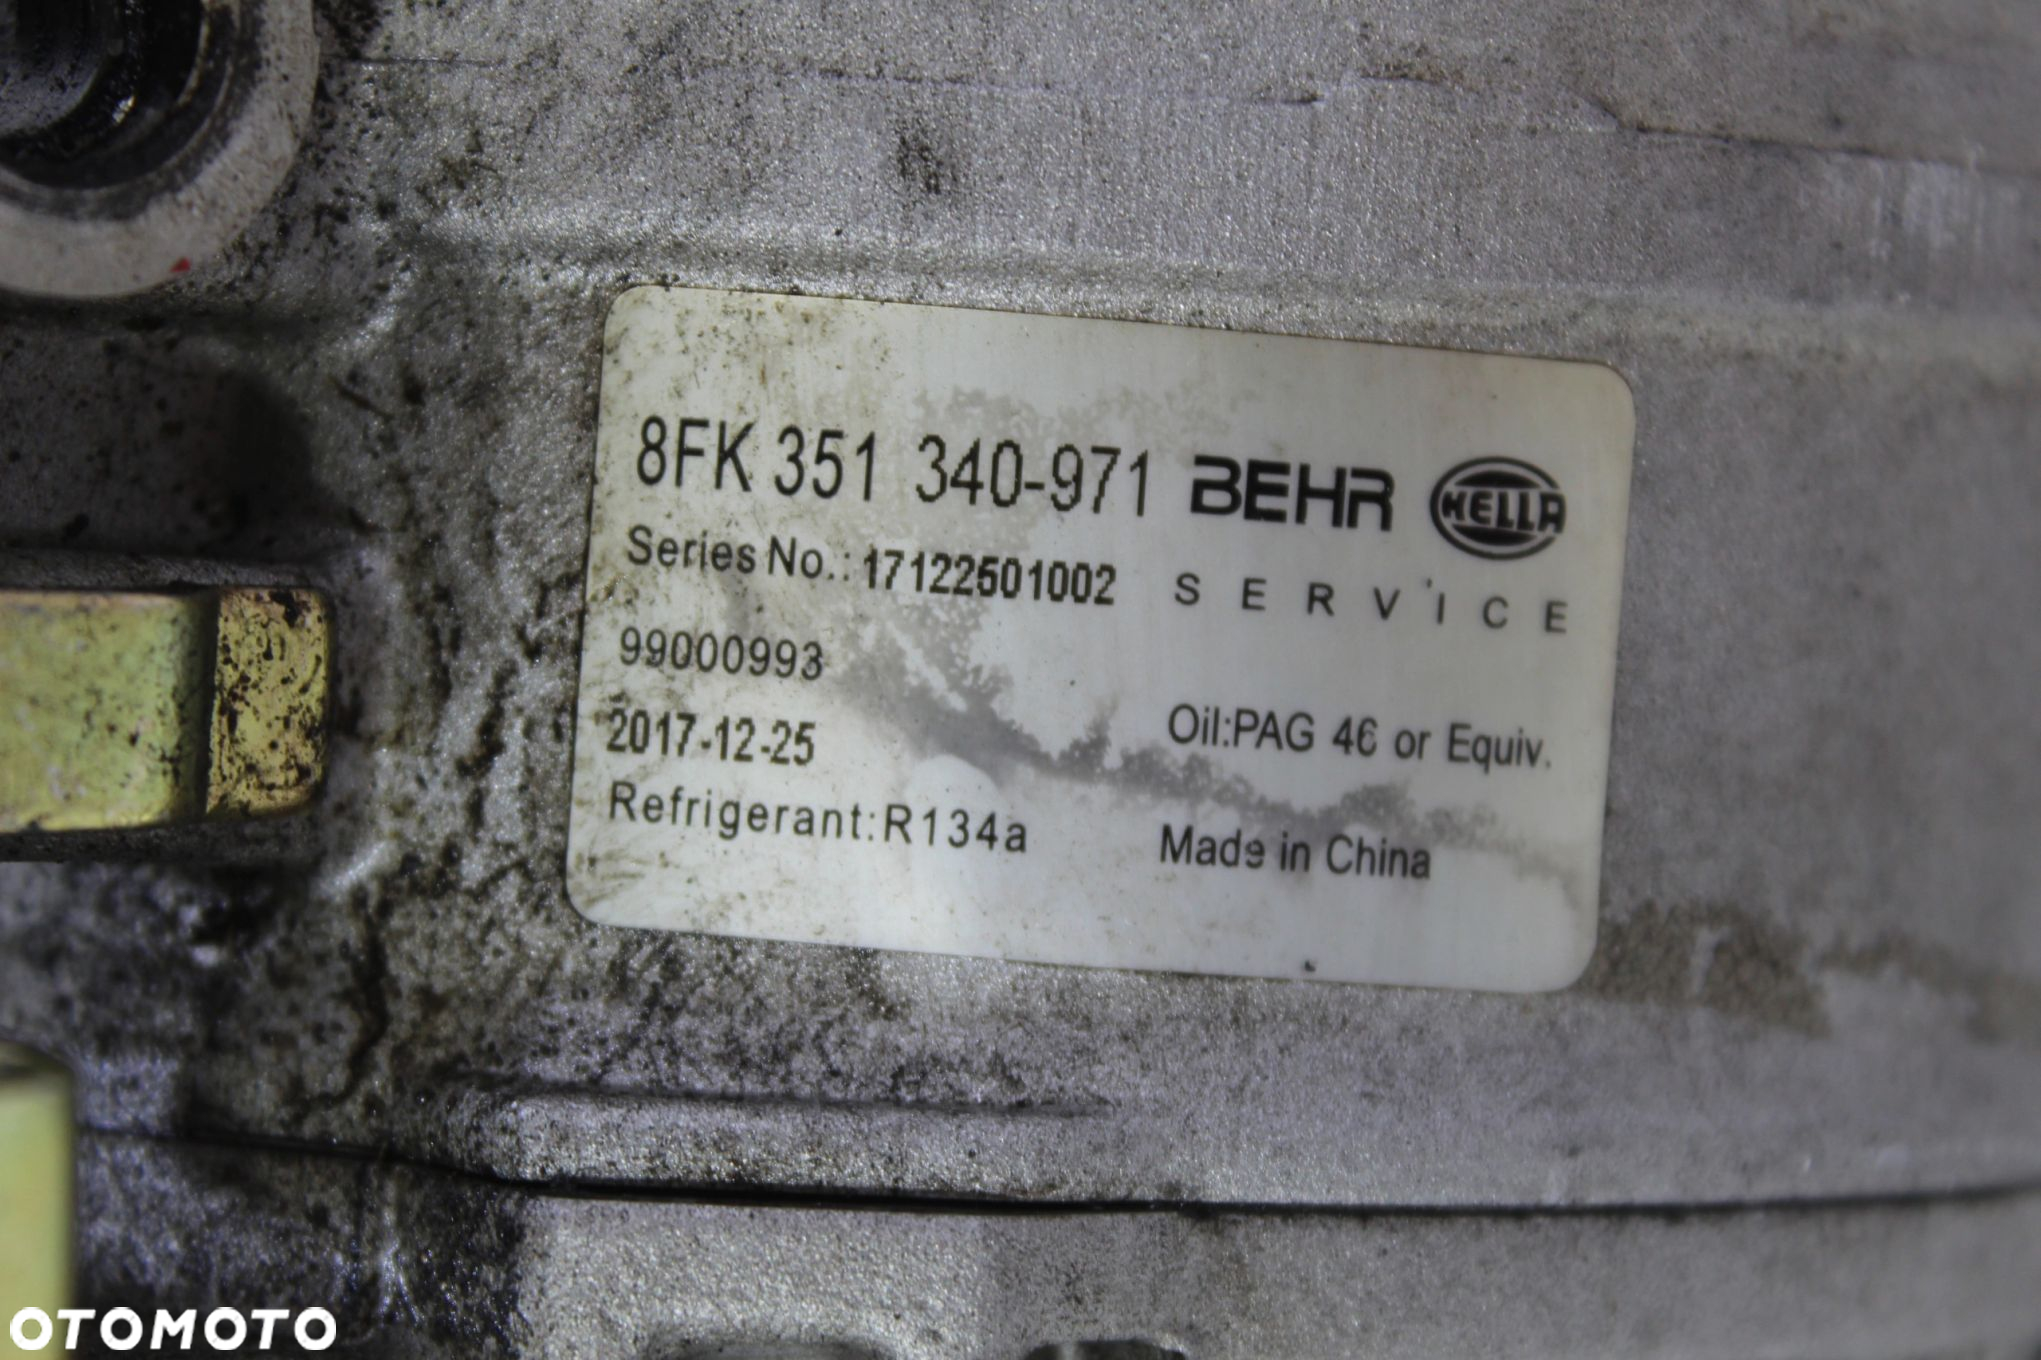 8FK 351 340-971 BEHR HELLA
Series No.: 17122501002 SERVICE
99000993
2017-12-25 Oil:PAG 46 or Equiv.
Refrigerant:R134a Made in China
OTOMOTO